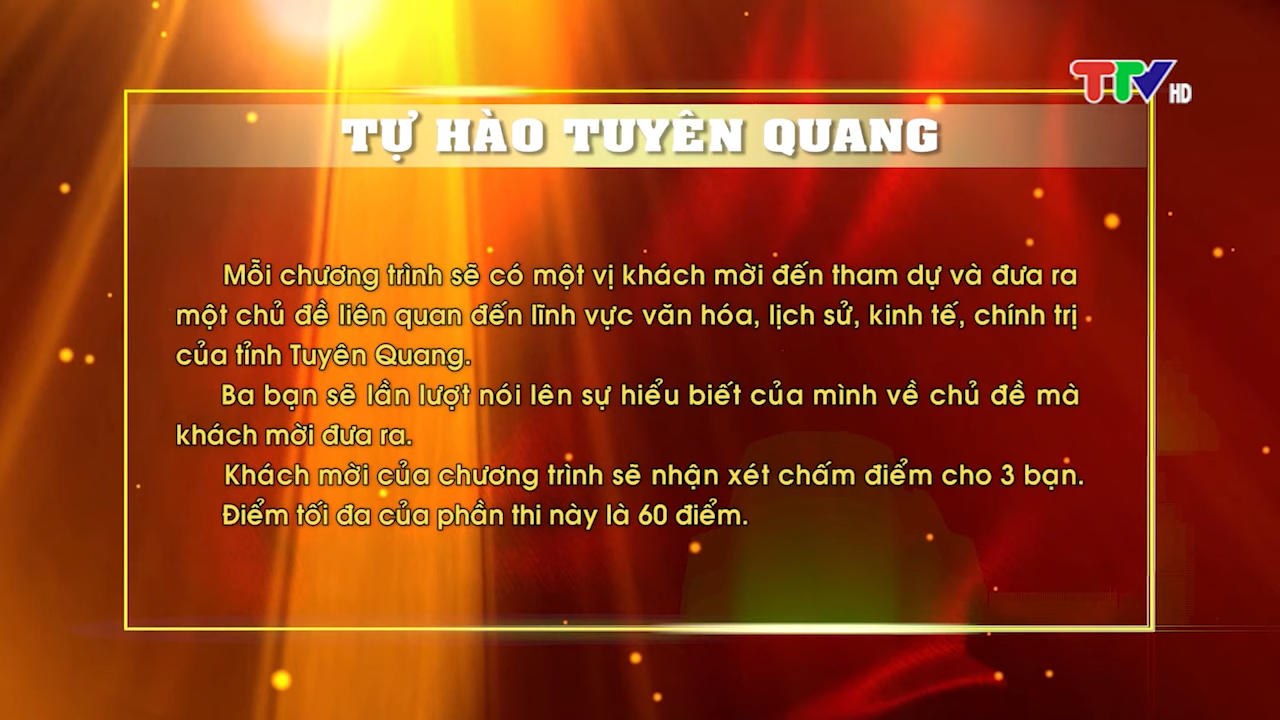 TTV HD
TỰ HÀO TUYÊN QUANG
Mỗi chương trình sẽ có một vị khách mời đến tham dự và đưa ra
một chủ đề liên quan đến lĩnh vực văn hóa, lịch sử, kinh tế, chính trị
của tỉnh Tuyên Quang.
Ba bạn sẽ lần lượt nói lên sự hiểu biết của mình về chủ đề mà
khách mời đưa ra.
Khách mời của chương trình sẽ nhận xét chấm điểm cho 3 bạn.
Điểm tối đa của phần thi này là 60 điểm.